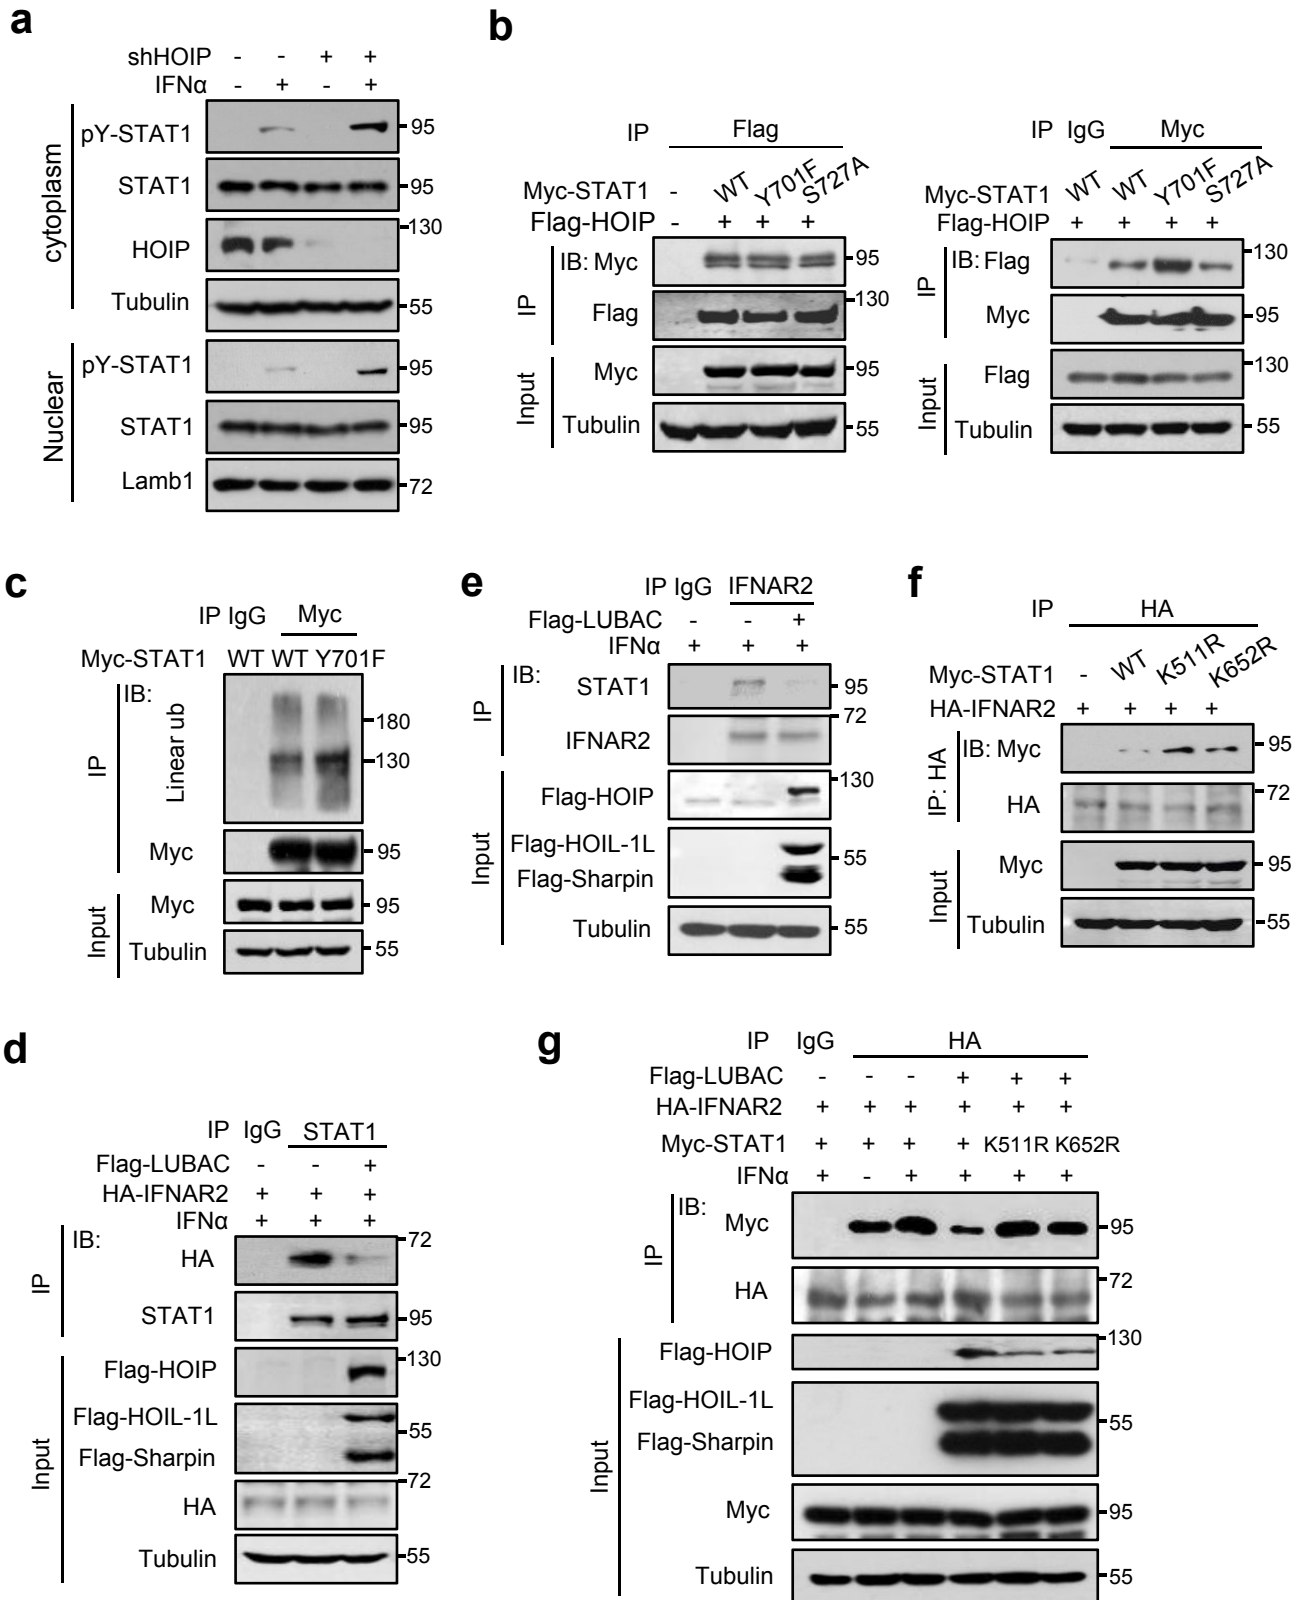 a
shHOIP - - + +
IFNα - + - +
cytoplasm
pY-STAT1 95
STAT1 95
HOIP 130
Tubulin 55
Nuclear
pY-STAT1 95
STAT1 95
Lamb1 72
b
IP Flag
Myc-STAT1 - WT Y701F S727A
Flag-HOIP - + + +
IP
IB: Myc 95
Flag 130
Input
Myc 95
Tubulin 55
IP IgG Myc
Myc-STAT1 WT WT Y701F S727A
Flag-HOIP + + + +
IP
IB: Flag 130
Myc 95
Input
Flag 130
Tubulin 55
c
IP IgG Myc
Myc-STAT1 WT WT Y701F
IP
IB:
Linear ub 180
130
Myc 95
Input
Myc 95
Tubulin 55
e
IP IgG IFNAR2
Flag-LUBAC - - +
IFNα + + +
IP
IB:
STAT1 95
72
IFNAR2
Input
Flag-HOIP 130
Flag-HOIL-1L 55
Flag-Sharpin
Tubulin 55
f
IP HA
Myc-STAT1 - WT K511R K652R
HA-IFNAR2 + + + +
IP: HA
IB: Myc 95
HA 72
Input
Myc 95
Tubulin 55
d
IP IgG STAT1
Flag-LUBAC - - +
HA-IFNAR2 + + +
IFNα + + +
IP
IB:
HA 72
STAT1 95
Input
Flag-HOIP 130
Flag-HOIL-1L 55
Flag-Sharpin
HA 72
Tubulin 55
g
IP IgG HA
Flag-LUBAC - - - + + +
HA-IFNAR2 + + + + + +
Myc-STAT1 + + + + K511R K652R
IFNα + - + + + +
IP
IB:
Myc 95
HA 72
Input
Flag-HOIP 130
Flag-HOIL-1L 55
Flag-Sharpin
Myc 95
Tubulin 55